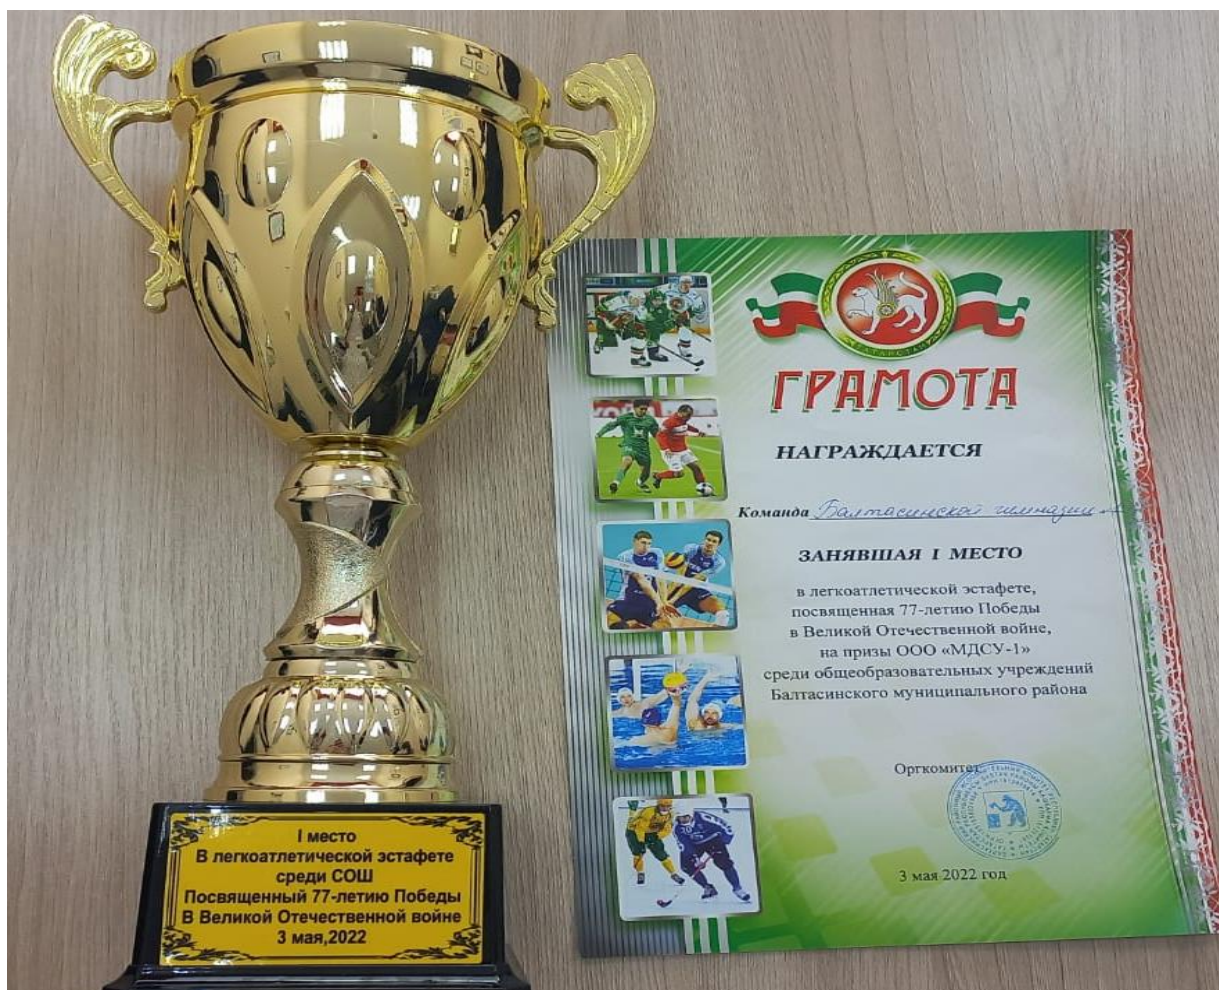 I место
В легкоатлетической эстафете
среди СОШ
Посвященный 77-летию Победы
В Великой Отечественной войне
3 мая,2022
ТАТАРСТАН
ГРАМОТА
НАГРАЖДАЕТСЯ
Команда Балтасинской гимназии
ЗАНЯВШАЯ I МЕСТО
в легкоатлетической эстафете,
посвященная 77-летию Победы
в Великой Отечественной войне,
на призы ООО «МДСУ-1»
среди общеобразовательных учреждений
Балтасинского муниципального района
Оргкомитет
3 мая 2022 год